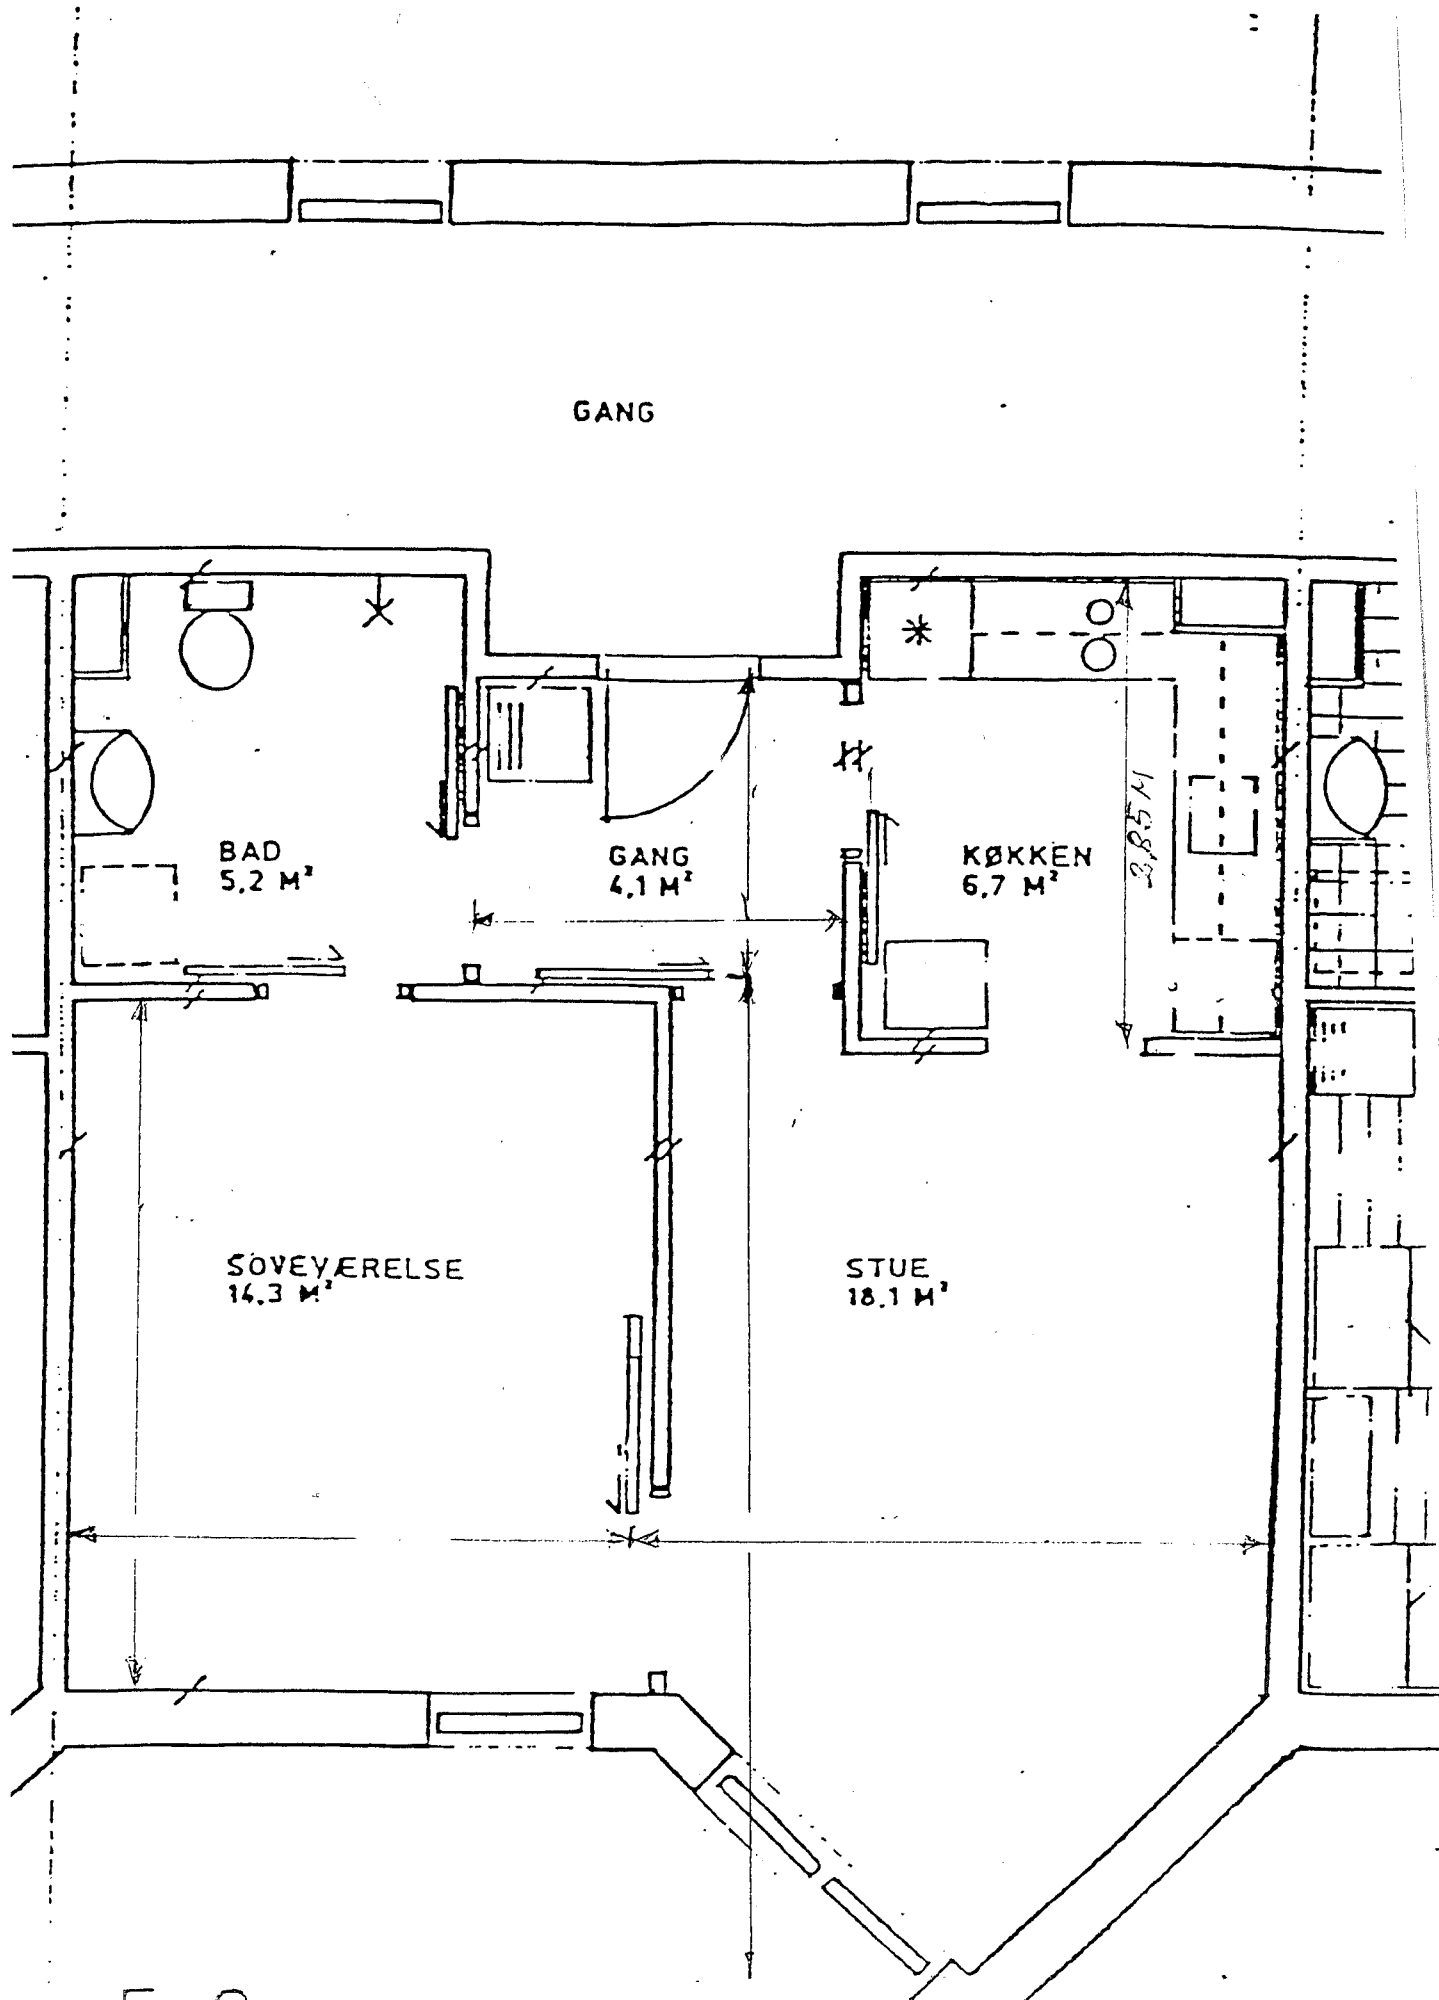 GANG
BAD
5,2 M²
GANG
4,1 M²
KØKKEN
6,7 M²
2,85 M
SOVEVÆRELSE
14,3 M²
STUE
18,1 M²